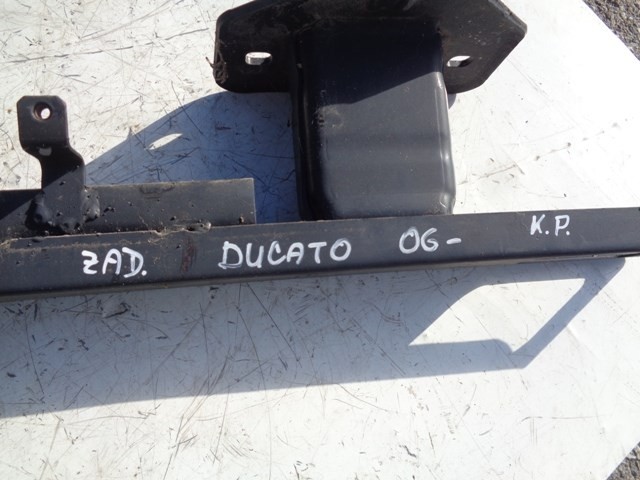 ZAD. DUCATO 06- K.P.